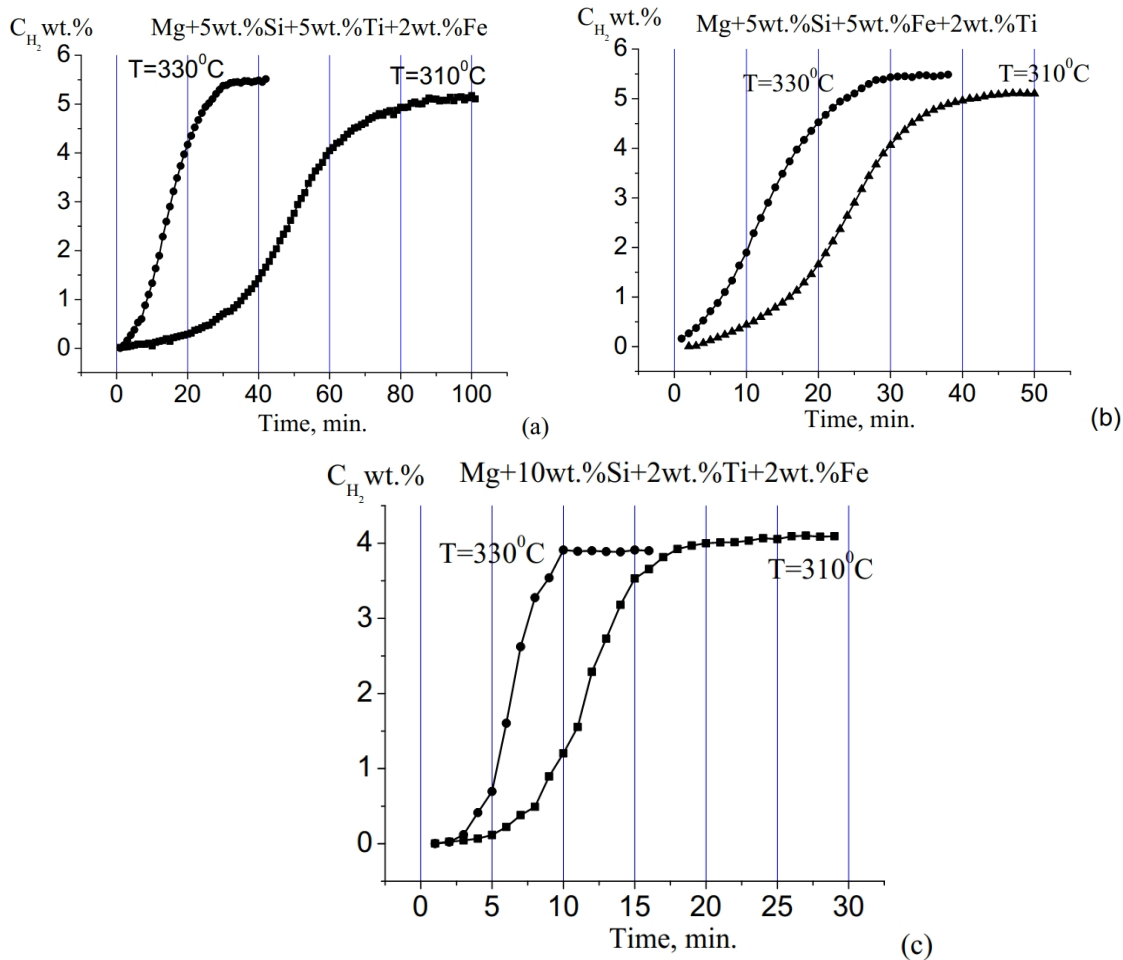 C_H₂ wt.% Mg+5wt.%Si+5wt.%Ti+2wt.%Fe
6
T=330⁰C
T=310⁰C
5
4
3
2
1
0
0 20 40 60 80 100
Time, min.
(a)
C_H₂ wt.% Mg+5wt.%Si+5wt.%Fe+2wt.%Ti
6
T=330⁰C
T=310⁰C
5
4
3
2
1
0
0 10 20 30 40 50
Time, min.
(b)
C_H₂ wt.% Mg+10wt.%Si+2wt.%Ti+2wt.%Fe
T=330⁰C
T=310⁰C
4
3
2
1
0
0 5 10 15 20 25 30
Time, min.
(c)